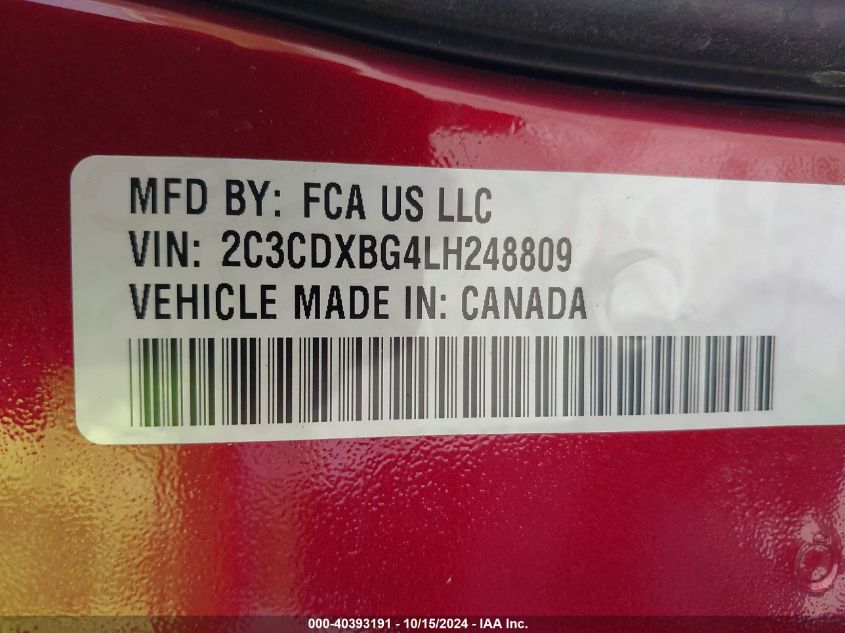 MFD BY: FCA US LLC
VIN: 2C3CDXBG4LH248809
VEHICLE MADE IN: CANADA
000-40393191 - 10/15/2024 - IAA Inc.